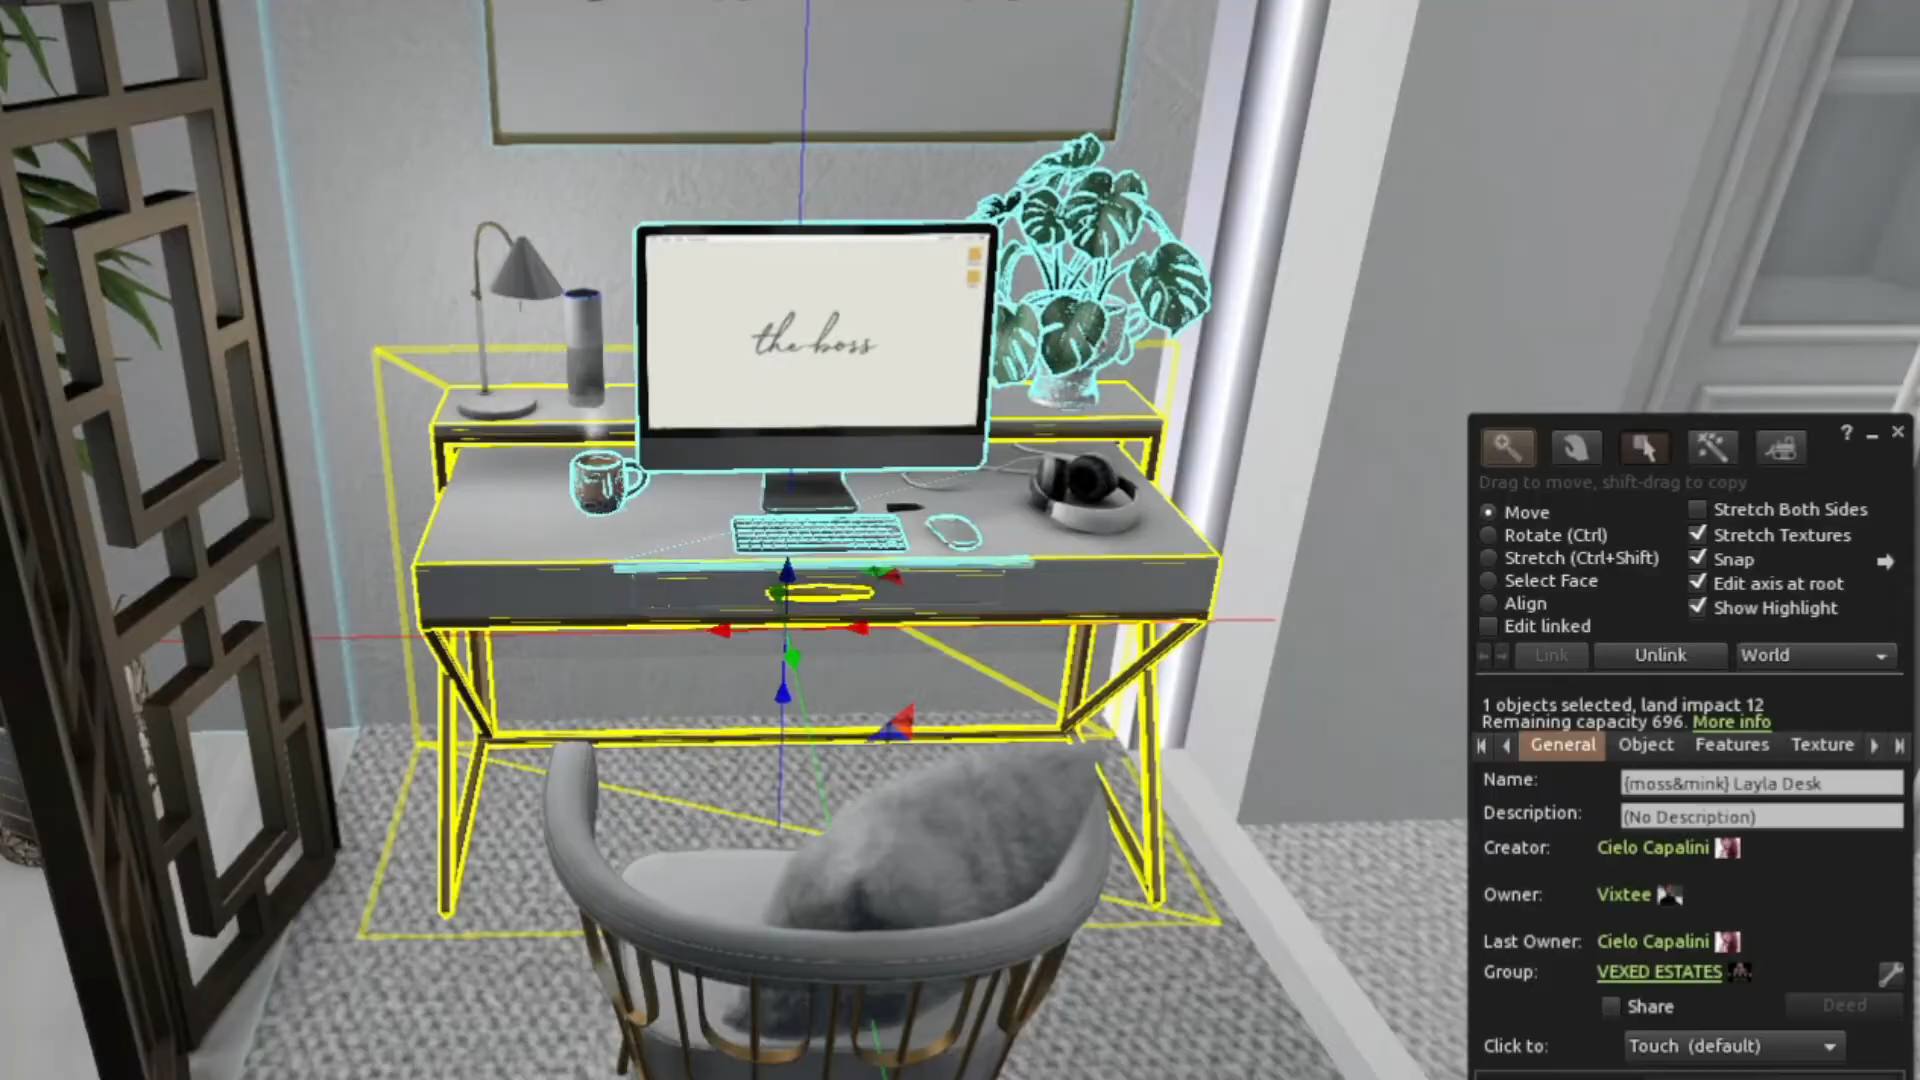 the boss
?
Drag to move, shift-drag to copy
Move
Stretch Both Sides
Rotate (Ctrl)
Stretch Textures
Stretch (Ctrl+Shift)
Snap
Select Face
Edit axis at root
Align
Show Highlight
Edit linked
Link
Unlink
World
1 objects selected, land impact 12
Remaining capacity 696. More info
General
Object
Features
Texture
Name:
{moss&mink} Layla Desk
Description:
(No Description)
Creator:
Cielo Capalini
Owner:
Vixtee
Last Owner:
Cielo Capalini
Group:
VEXED ESTATES
Share
Deed
Click to:
Touch (default)